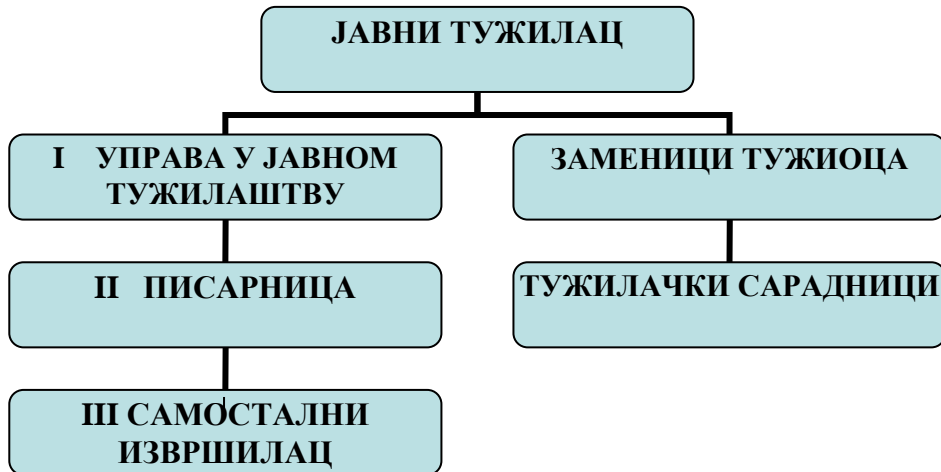 ЈАВНИ ТУЖИЛАЦ
I УПРАВА У ЈАВНОМ
ТУЖИЛАШТВУ
ЗАМЕНИЦИ ТУЖИОЦА
II ПИСАРНИЦА
ТУЖИЛАЧКИ САРАДНИЦИ
III САМОСТАЛНИ
ИЗВРШИЛАЦ